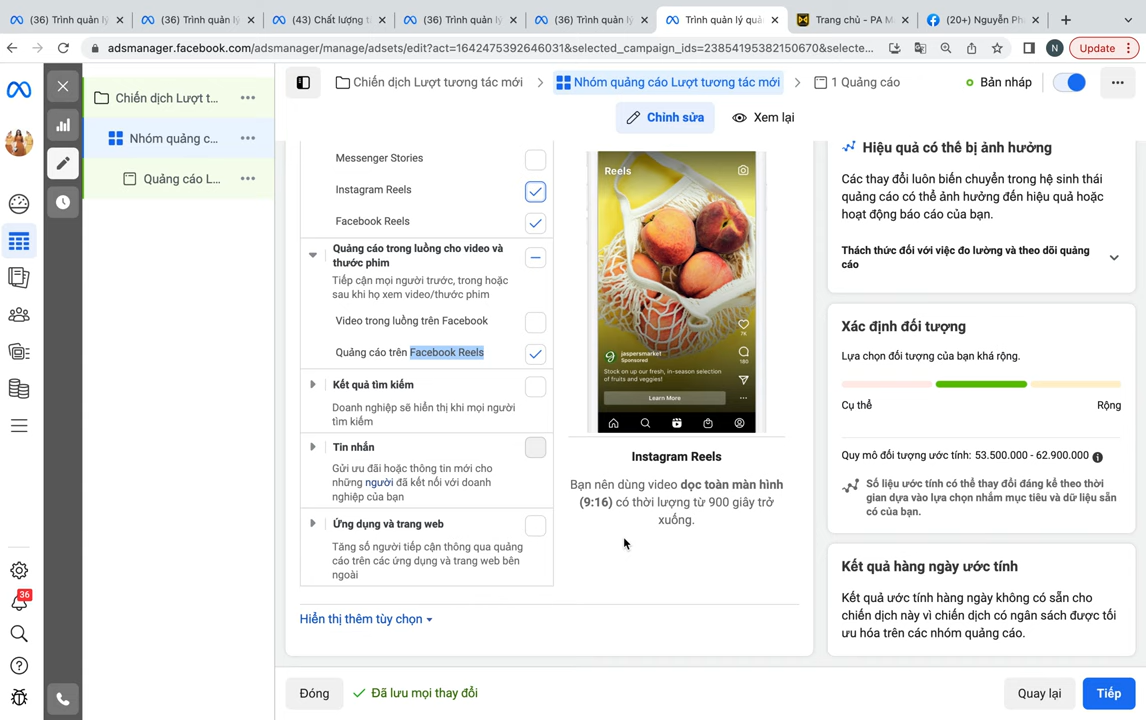 (36) Trình quản lý
(36) Trình quản lý
(43) Chất lượng t
(36) Trình quản lý
(36) Trình quản lý
Trình quản lý qu
Trang chủ - PA M
(20+) Nguyễn Ph
adsmanager.facebook.com/adsmanager/manage/adsets/edit?act=1642475392646031&selected_campaign_ids=23854195382150670&selecte...
N
Update
Chiến dịch Lượt t...
Nhóm quảng c...
Quảng cáo L...
Chiến dịch Lượt tương tác mới
Nhóm quảng cáo Lượt tương tác mới
1 Quảng cáo
Bản nháp
Chỉnh sửa
Xem lại
Messenger Stories
Instagram Reels
Facebook Reels
Quảng cáo trong luồng cho video và
thước phim
Tiếp cận mọi người trước, trong hoặc
sau khi họ xem video/thước phim
Video trong luồng trên Facebook
Quảng cáo trên Facebook Reels
Kết quả tìm kiếm
Doanh nghiệp sẽ hiển thị khi mọi người
tìm kiếm
Tin nhắn
Gửi ưu đãi hoặc thông tin mới cho
những người đã kết nối với doanh
nghiệp của bạn
Ứng dụng và trang web
Tăng số người tiếp cận thông qua quảng
cáo trên các ứng dụng và trang web bên
ngoài
Hiển thị thêm tùy chọn
Reels
7K
180
jaspersmarket
Sponsored
Stock up on our fresh, in-season selection
of fruits and veggies!
Learn More
Instagram Reels
Bạn nên dùng video dọc toàn màn hình
(9:16) có thời lượng từ 900 giây trở
xuống.
Hiệu quả có thể bị ảnh hưởng
Các thay đổi luôn biến chuyển trong hệ sinh thái
quảng cáo có thể ảnh hưởng đến hiệu quả hoặc
hoạt động báo cáo của bạn.
Thách thức đối với việc đo lường và theo dõi quảng
cáo
Xác định đối tượng
Lựa chọn đối tượng của bạn khá rộng.
Cụ thể
Rộng
Quy mô đối tượng ước tính: 53.500.000 - 62.900.000
Số liệu ước tính có thể thay đổi đáng kể theo thời
gian dựa vào lựa chọn nhắm mục tiêu và dữ liệu sẵn
có của bạn.
Kết quả hàng ngày ước tính
Kết quả ước tính hàng ngày không có sẵn cho
chiến dịch này vì chiến dịch có ngân sách được tối
ưu hóa trên các nhóm quảng cáo.
36
Đóng
Đã lưu mọi thay đổi
Quay lại
Tiếp